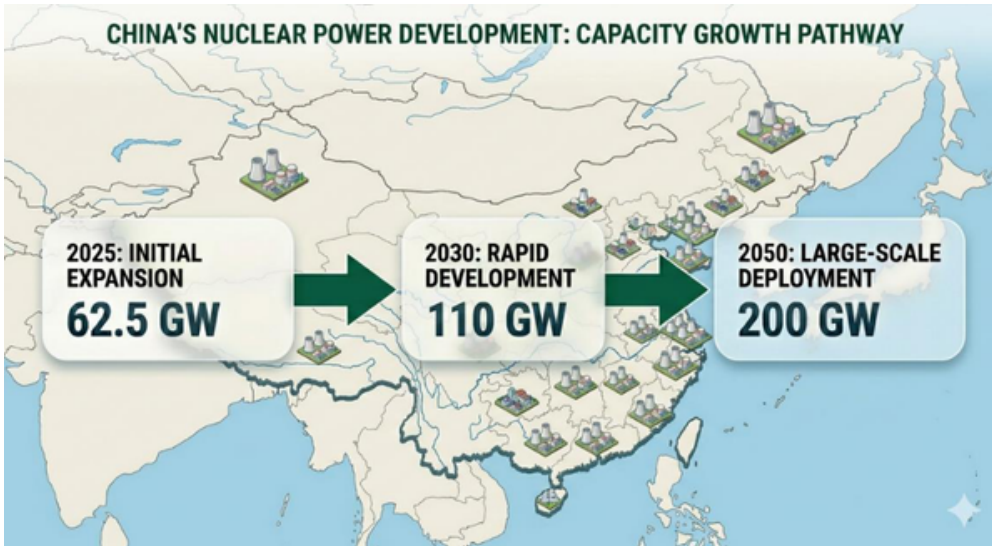 CHINA'S NUCLEAR POWER DEVELOPMENT: CAPACITY GROWTH PATHWAY
2025: INITIAL
EXPANSION
62.5 GW
2030: RAPID
DEVELOPMENT
110 GW
2050: LARGE-SCALE
DEPLOYMENT
200 GW